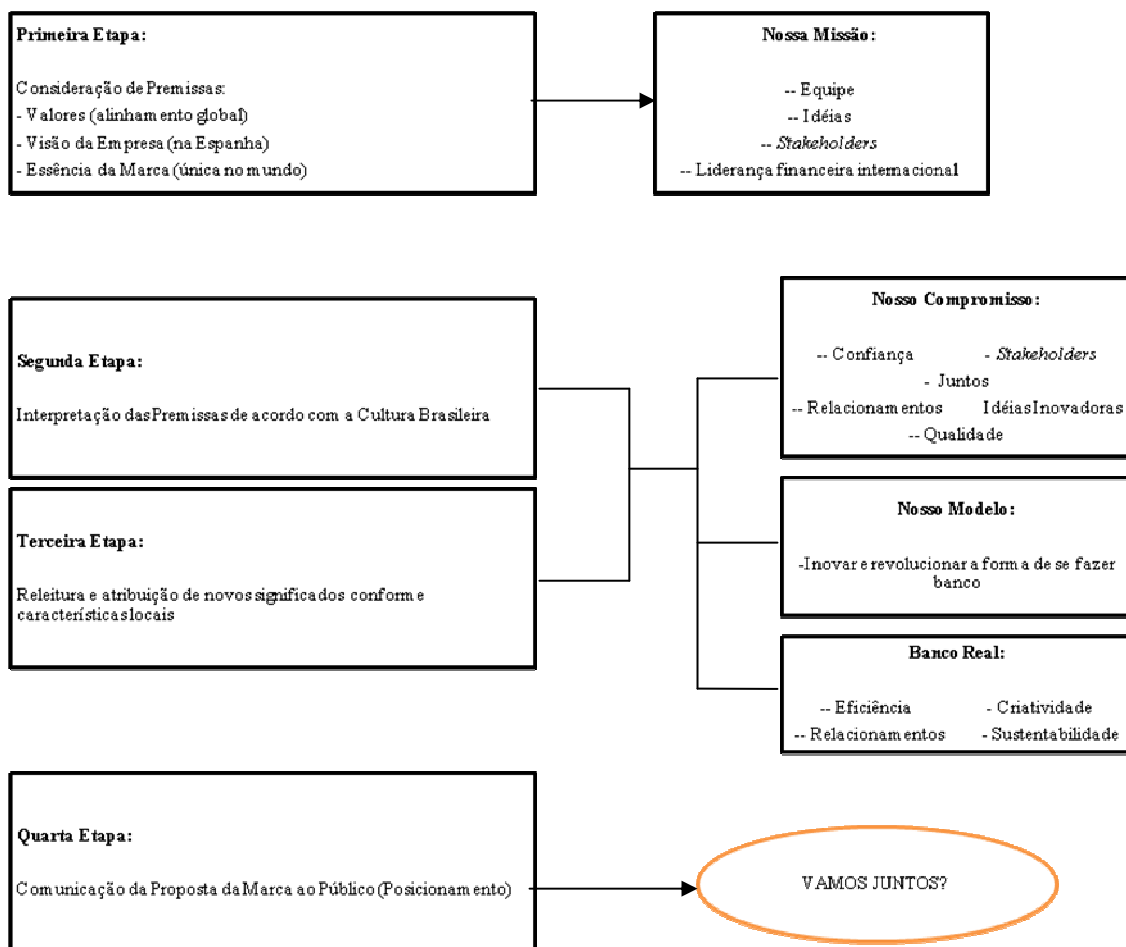 Primeira Etapa:
Consideração de Premissas:
- Valores (alinhamento global)
- Visão da Empresa (na Espanha)
- Essência da Marca (única no mundo)
Nossa Missão:
-- Equipe
-- Idéias
-- Stakeholders
-- Liderança financeira internacional
Segunda Etapa:
Interpretação das Premissas de acordo com a Cultura Brasileira
Terceira Etapa:
Releitura e atribuição de novos significados conforme
características locais
Nosso Compromisso:
-- Confiança - Stakeholders
- Juntos
-- Relacionamentos Idéias Inovadoras
-- Qualidade
Nosso Modelo:
-Inovar e revolucionar a forma de se fazer
banco
Banco Real:
-- Eficiência - Criatividade
-- Relacionamentos - Sustentabilidade
Quarta Etapa:
Comunicação da Proposta da Marca ao Público (Posicionamento)
VAMOS JUNTOS?